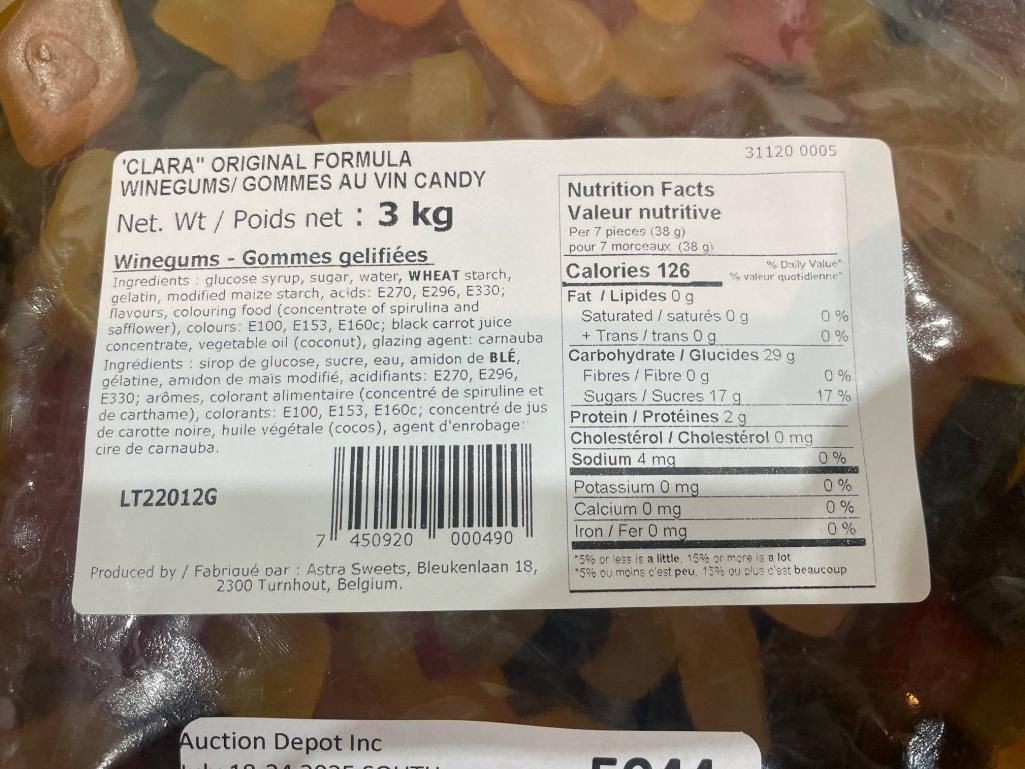 'CLARA" ORIGINAL FORMULA
WINEGUMS/ GOMMES AU VIN CANDY
Net. Wt / Poids net : 3 kg
Winegums - Gommes gelifiées
Ingredients : glucose syrup, sugar, water, WHEAT starch,
gelatin, modified maize starch, acids: E270, E296, E330;
flavours, colouring food (concentrate of spirulina and
safflower), colours: E100, E153, E160c; black carrot juice
concentrate, vegetable oil (coconut), glazing agent: carnauba
Ingrédients : sirop de glucose, sucre, eau, amidon de BLÉ,
gélatine, amidon de maïs modifié, acidifiants: E270, E296,
E330; arômes, colorant alimentaire (concentré de spiruline et
de carthame), colorants: E100, E153, E160c; concentré de jus
de carotte noire, huile végétale (cocos), agent d'enrobage:
cire de carnauba.
LT22012G
7 450920 000490
Produced by / Fabriqué par : Astra Sweets, Bleukenlaan 18,
2300 Turnhout, Belgium.
31120 0005
Nutrition Facts
Valeur nutritive
Per 7 pieces (38 g)
pour 7 morceaux (38 g)
Calories 126
% Daily Value*
% valeur quotidienne*
Fat / Lipides 0 g
Saturated / saturés 0 g 0 %
+ Trans / trans 0 g 0 %
Carbohydrate / Glucides 29 g
Fibres / Fibre 0 g 0 %
Sugars / Sucres 17 g 17 %
Protein / Protéines 2 g
Cholestérol / Cholestérol 0 mg
Sodium 4 mg 0 %
Potassium 0 mg 0 %
Calcium 0 mg 0 %
Iron / Fer 0 mg 0 %
*5% or less is a little, 15% or more is a lot
*5% ou moins c'est peu, 15% ou plus c'est beaucoup
Auction Depot Inc